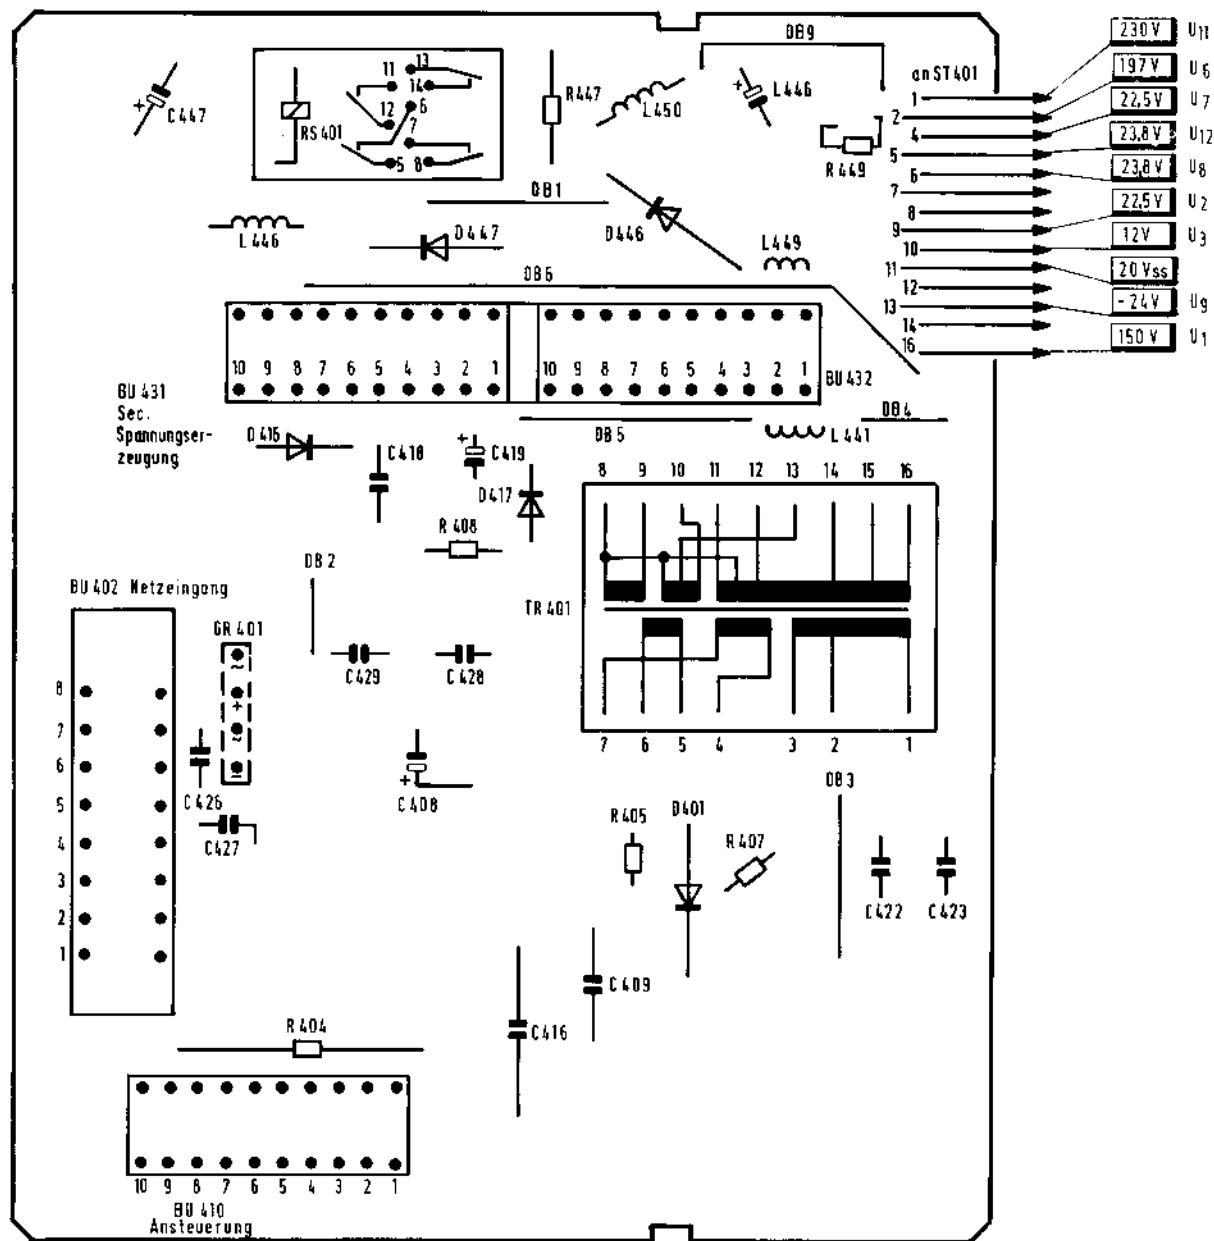 DB9
230V U11
13
an ST401
197V U6
11 14
R447
L446
1
22,5V U7
C447
L450
2
6
4
23,8V U12
12
RS401
7
5
R449
23,8V U8
5 8
6
7
DB1
22,5V U2
8
D447
D446
9
12V U3
L446
L449
10
20Vss
DB6
11
12
-24V U9
13
14
150V U1
16
10 9 8 7 6 5 4 3 2 1
10 9 8 7 6 5 4 3 2 1
BU432
BU 431
Sec.
Spannungser-
zeugung
DB4
D416
DB5
L441
C418
C419
8 9 10 11 12 13 14 15 16
D417
R 408
DB2
BU402 Netzeingang
TR401
GR401
~
C429
C428
8
+
7
~
7 6 5 4 3 2 1
6
-
C426
+
C408
DB3
5
R405
D401
4
C427
R407
3
C422
C423
2
1
C409
R404
C416
10 9 8 7 6 5 4 3 2 1
BU 410
Ansteuerung